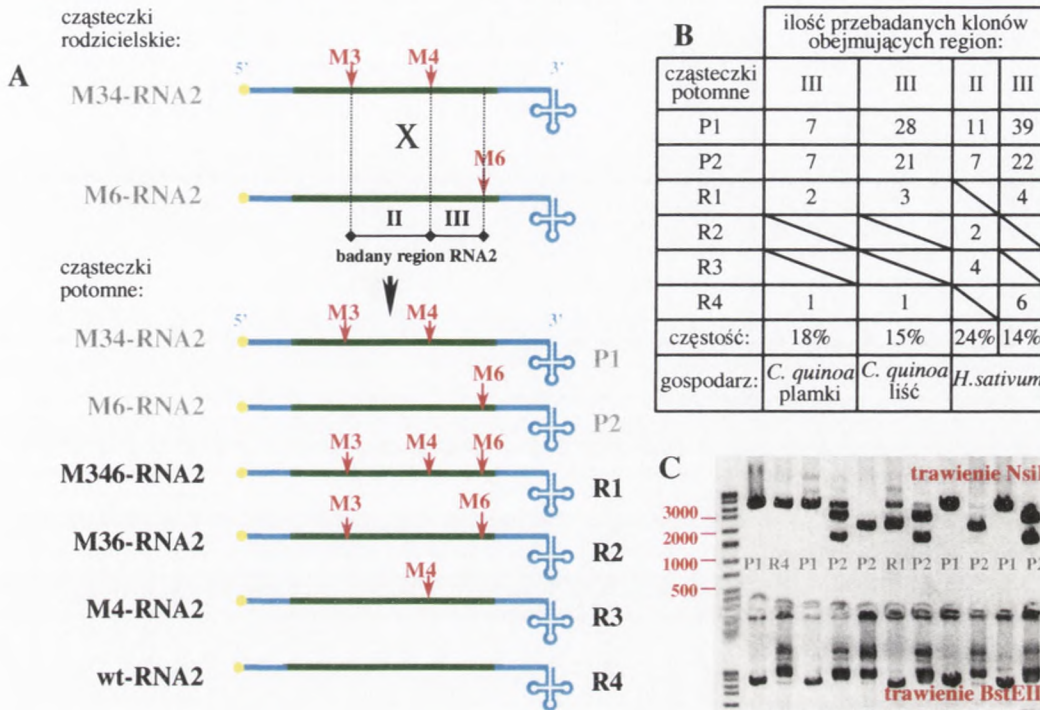 A
cząsteczki
rodzicielskie:
M3 M4
5' 3'
M34-RNA2
X
M6
M6-RNA2
II III
badany region RNA2
cząsteczki
potomne:
M3 M4
5' 3'
M34-RNA2 P1
M6
M6-RNA2 P2
M3 M4 M6
M346-RNA2 R1
M3 M6
M36-RNA2 R2
M4
M4-RNA2 R3
wt-RNA2 R4
B
ilość przebadanych klonów
obejmujących region:
cząsteczki
potomne III III II III
P1 7 28 11 39
P2 7 21 7 22
R1 2 3 4
R2 2
R3 4
R4 1 1 6
częstość: 18% 15% 24% 14%
gospodarz: C. quinoa plamki C. quinoa liść H. sativum
C
trawienie NsiI
3000
2000
1000
500
P1 R4 P1 P2 P2 R1 P2 P1 P2 P1 P2
trawienie BstEII